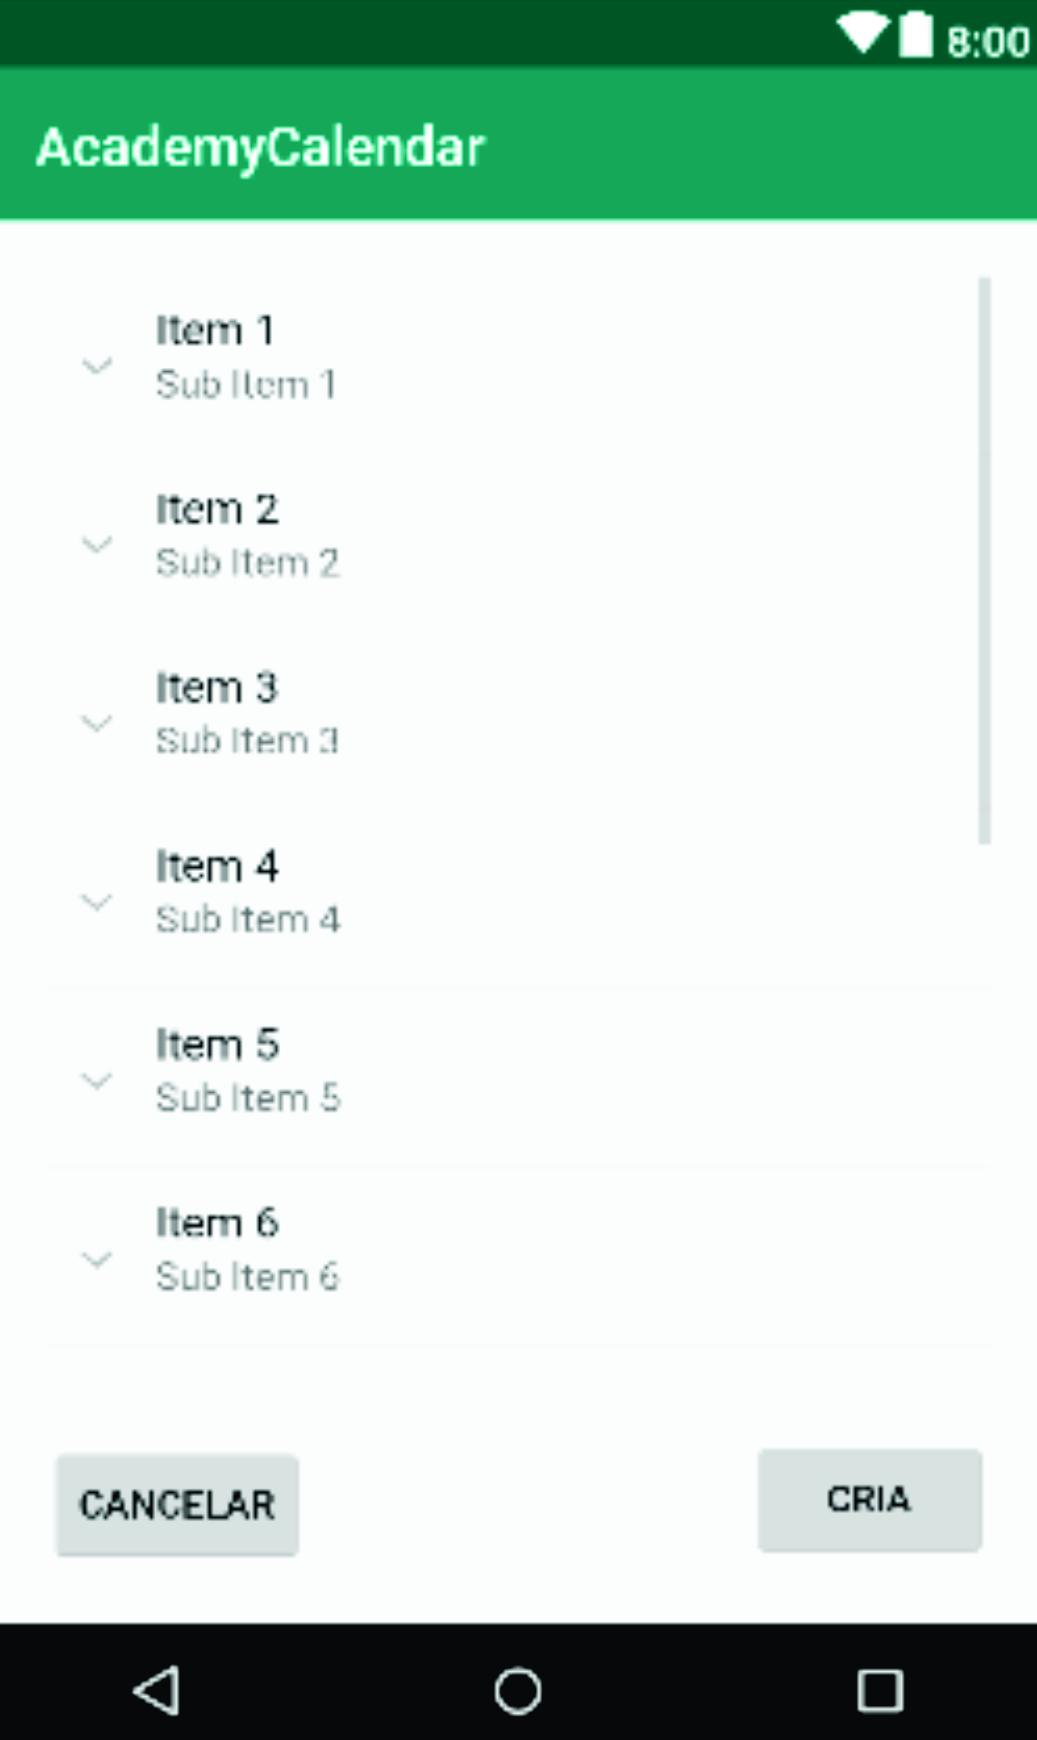 8:00
AcademyCalendar
Item 1
Sub Item 1
Item 2
Sub Item 2
Item 3
Sub Item 3
Item 4
Sub Item 4
Item 5
Sub Item 5
Item 6
Sub Item 6
CANCELAR
CRIA